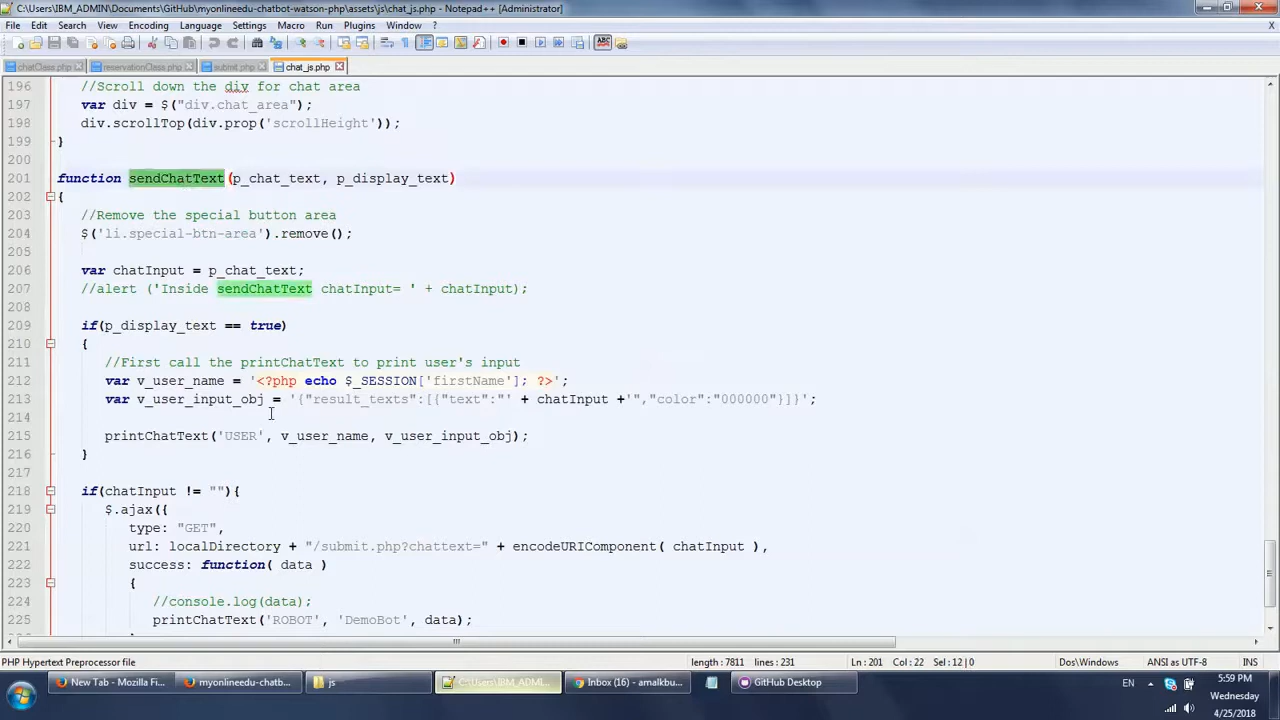 C:\Users\IBM_ADMIN\Documents\GitHub\myonlineedu-chatbot-watson-php\assets\js\chat_js.php - Notepad++ [Administrator]
File Edit Search View Encoding Language Settings Macro Run Plugins Window ?
X
chatClass.php reservationClass.php submit.php chat_js.php
196 //Scroll down the div for chat area
197 var div = $("div.chat_area");
198 div.scrollTop(div.prop('scrollHeight'));
199 }
200
201 function sendChatText(p_chat_text, p_display_text)
202 {
203 //Remove the special button area
204 $('li.special-btn-area').remove();
205
206 var chatInput = p_chat_text;
207 //alert ('Inside sendChatText chatInput= ' + chatInput);
208
209 if(p_display_text == true)
210 {
211 //First call the printChatText to print user's input
212 var v_user_name = '<?php echo $_SESSION['firstName']; ?>';
213 var v_user_input_obj = '{"result_texts":[{"text":"' + chatInput +'","color":"000000"}]}';
214
215 printChatText('USER', v_user_name, v_user_input_obj);
216 }
217
218 if(chatInput != ""){
219 $.ajax({
220 type: "GET",
221 url: localDirectory + "/submit.php?chattext=" + encodeURIComponent( chatInput ),
222 success: function( data )
223 {
224 //console.log(data);
225 printChatText('ROBOT', 'DemoBot', data);
PHP Hypertext Preprocessor file length : 7811 lines : 231 Ln : 201 Col : 22 Sel : 12 | 0 Dos\Windows ANSI as UTF-8 INS
New Tab - Mozilla Fi... myonlineedu-chatb... js C:\Users\IBM_ADMI... Inbox (16) - amalkbu... GitHub Desktop EN 5:59 PM
Wednesday
4/25/2018